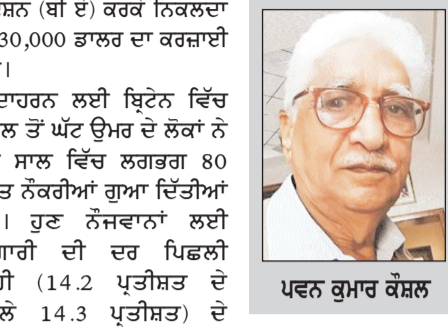 ਸ਼ਨ (ਬੀ ਏ) ਕਰਕੇ ਨਿਕਲਦਾ
30,000 ਡਾਲਰ ਦਾ ਕਰਜ਼ਾਈ
।
ਦਾਹਰਨ ਲਈ ਬ੍ਰਿਟੇਨ ਵਿੱਚ
ਲ ਤੋਂ ਘੱਟ ਉਮਰ ਦੇ ਲੋਕਾਂ ਨੇ
ਸਾਲ ਵਿੱਚ ਲਗਭਗ 80
ਤ ਨੌਕਰੀਆਂ ਗੁਆ ਦਿੱਤੀਆਂ
। ਹੁਣ ਨੌਜਵਾਨਾਂ ਲਈ
ਗਾਰੀ ਦੀ ਦਰ ਪਿਛਲੀ
ਹੀ (14.2 ਪ੍ਰਤੀਸ਼ਤ ਦੇ
ਲੇ 14.3 ਪ੍ਰਤੀਸ਼ਤ) ਦੇ
ਪਵਨ ਕੁਮਾਰ ਕੌਸ਼ਲ